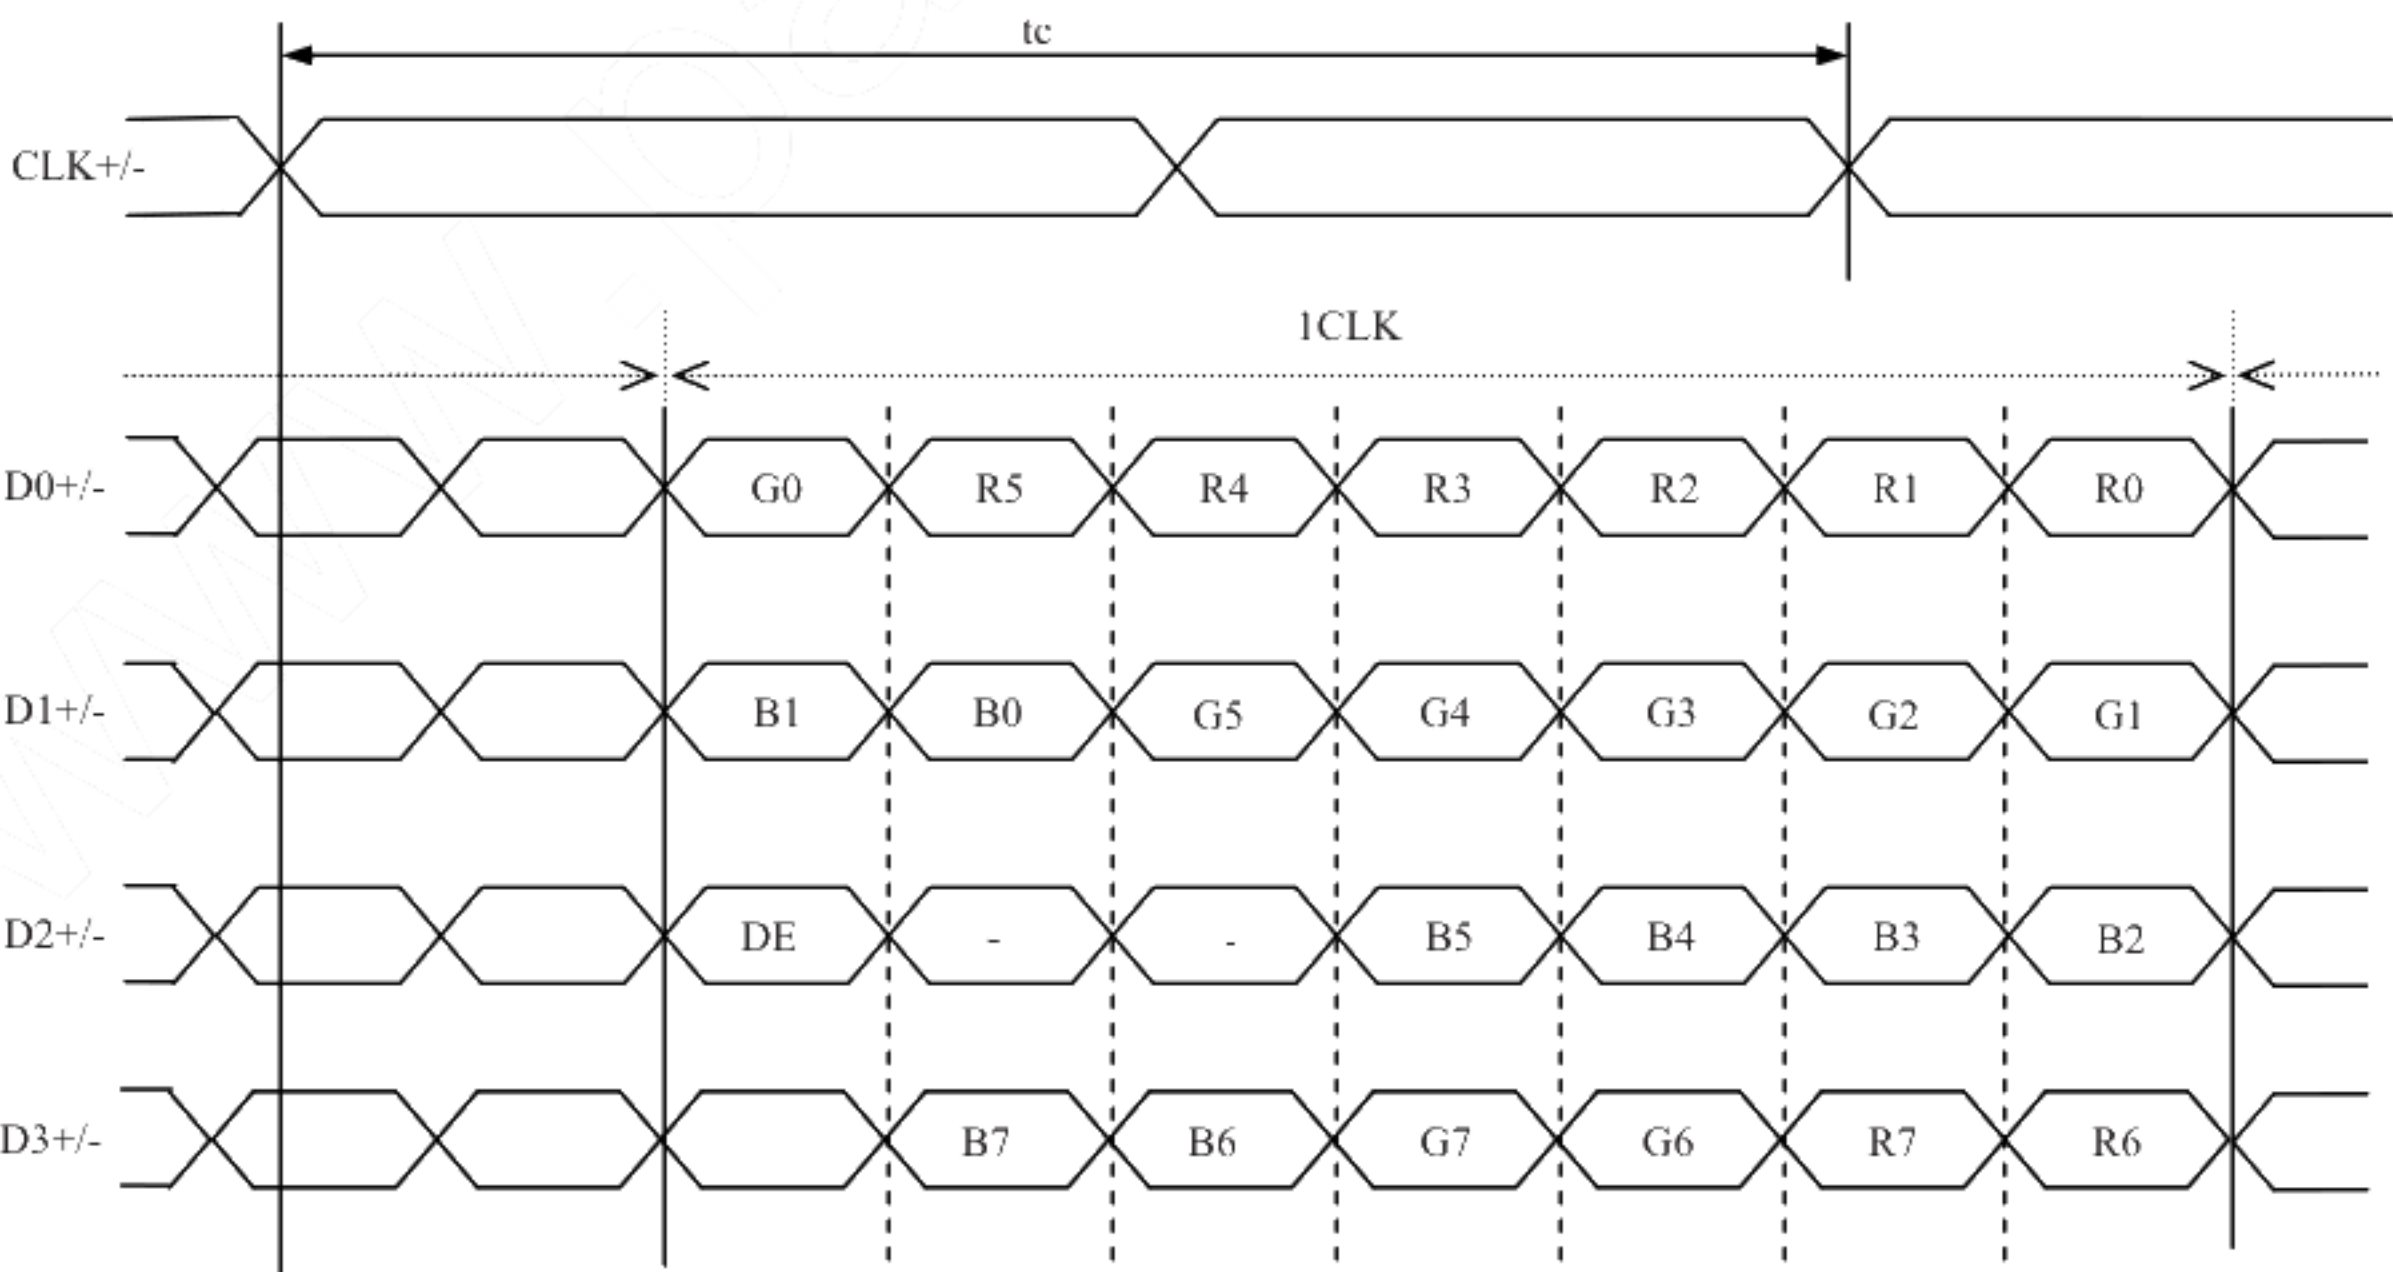 tc
CLK+/-
1CLK
D0+/- G0 R5 R4 R3 R2 R1 R0
D1+/- B1 B0 G5 G4 G3 G2 G1
D2+/- DE - - B5 B4 B3 B2
D3+/- B7 B6 G7 G6 R7 R6